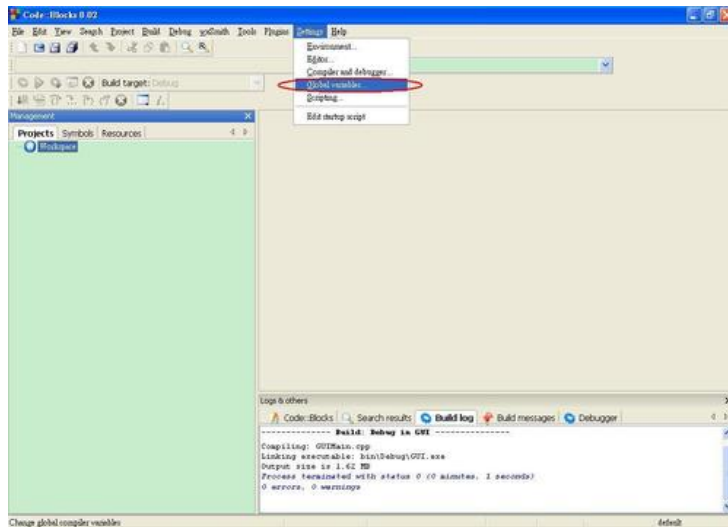 Code::Blocks 8.02
File Edit View Search Project Build Debug wxSmith Tools Plugins Settings Help
Environment...
Editor...
Compiler and debugger...
Global variables...
Scripting...
Edit startup script
Build target: Debug
Management
Projects Symbols Resources
Workspace
Logs & others
Code::Blocks Search results Build log Build messages Debugger
-------------- Build: Debug in GUI ---------------
Compiling: GUIMain.cpp
Linking executable: bin\Debug\GUI.exe
Output size is 1.62 MB
Process terminated with status 0 (0 minutes, 1 seconds)
0 errors, 0 warnings
Change global compiler variables default